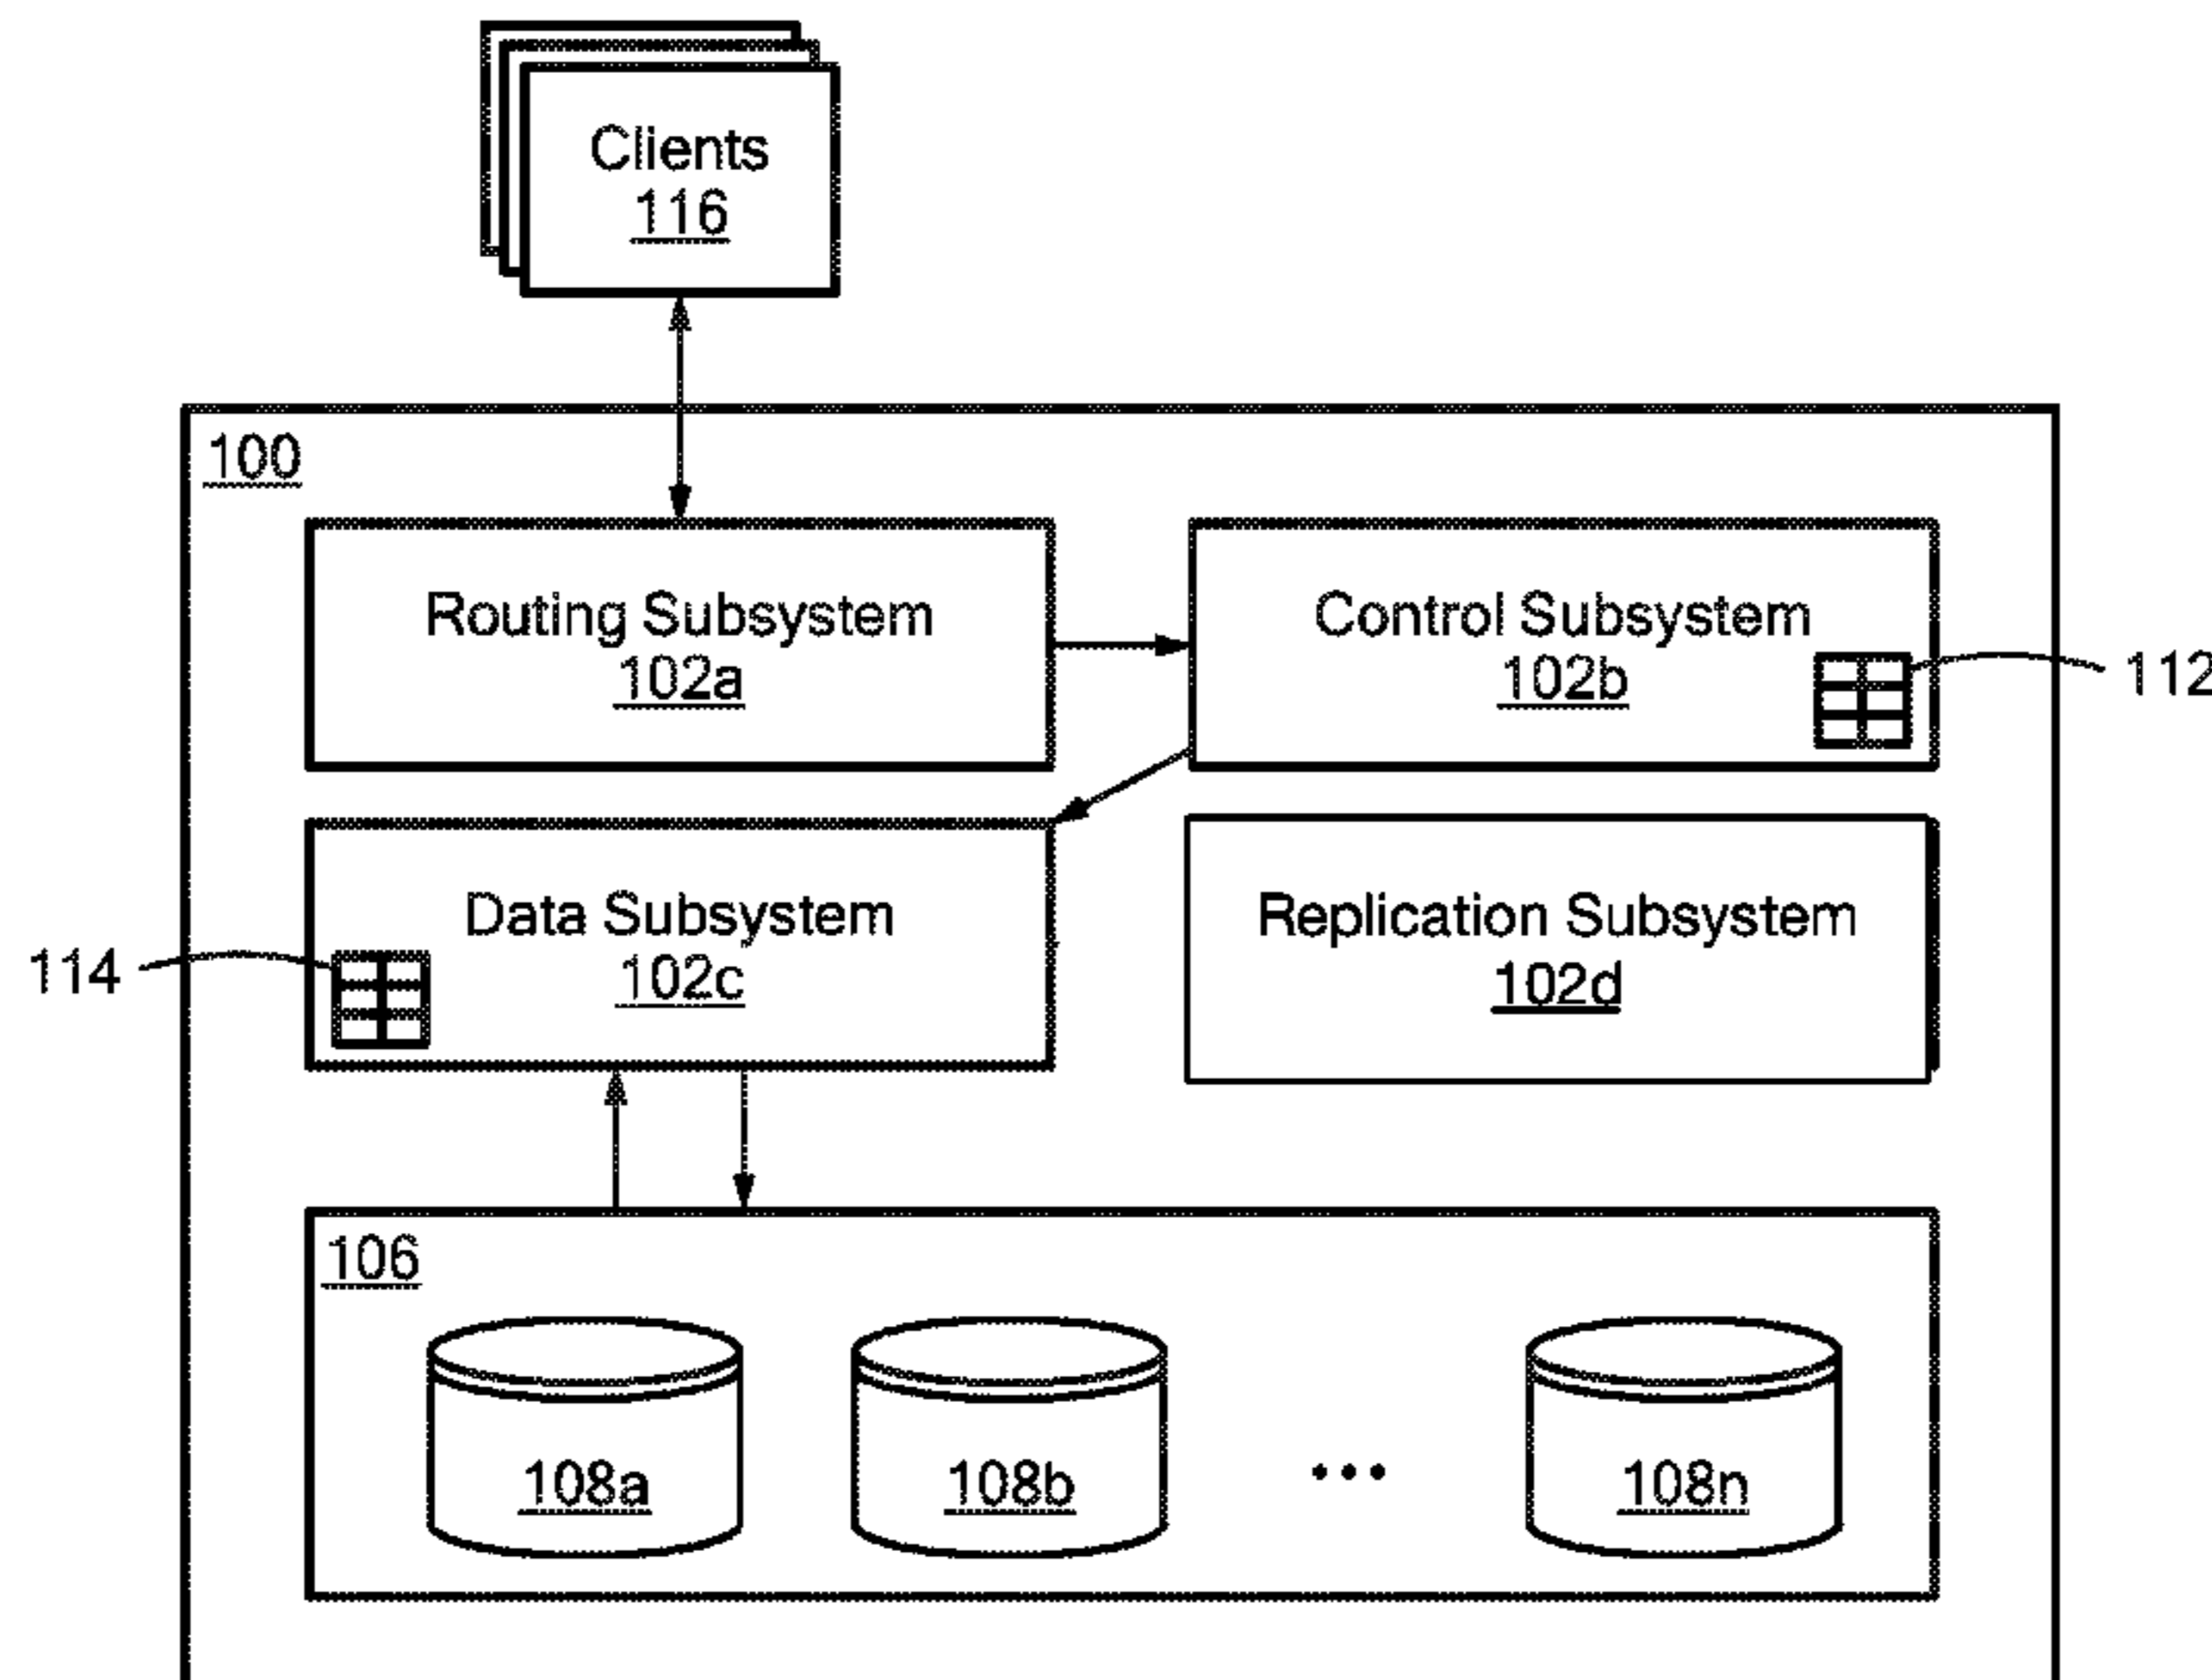 Clients
116
100
Routing Subsystem
102a
Control Subsystem
102b
112
Data Subsystem
102c
114
Replication Subsystem
102d
106
108a
108b
...
108n